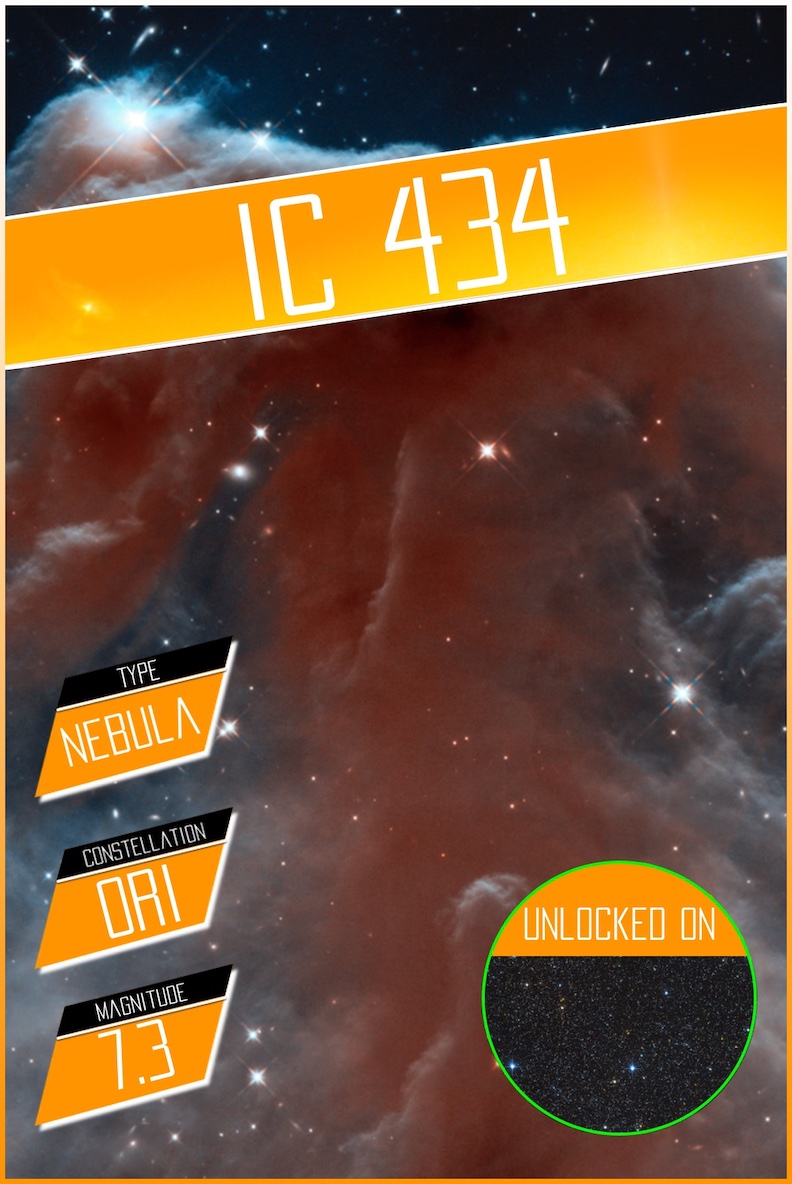 IC 434
TYPE
NEBULA
CONSTELLATION
ORI
MAGNITUDE
7.3
UNLOCKED ON